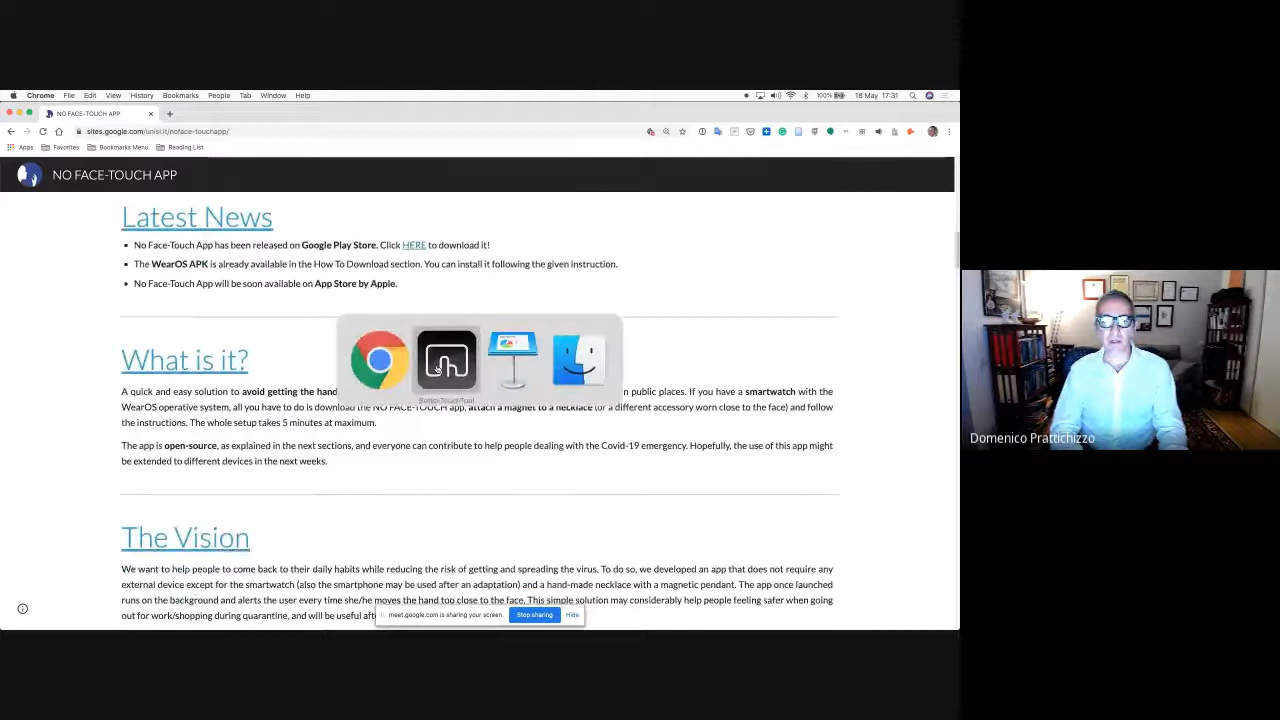 Chrome File Edit View History Bookmarks People Tab Window Help 100% 18 May 17:31
NO FACE-TOUCH APP
sites.google.com/unisi.it/noface-touchapp/
Apps Favorites Bookmarks Menu Reading List
NO FACE-TOUCH APP
Latest News
No Face-Touch App has been released on Google Play Store. Click HERE to download it!
The WearOS APK is already available in the How To Download section. You can install it following the given instruction.
No Face-Touch App will be soon available on App Store by Apple.
What is it?
A quick and easy solution to avoid getting the hand in public places. If you have a smartwatch with the
WearOS operative system, all you have to do is download the NO FACE-TOUCH app, attach a magnet to a necklace (or a different accessory worn close to the face) and follow
the instructions. The whole setup takes 5 minutes at maximum.
BetterTouchTool
The app is open-source, as explained in the next sections, and everyone can contribute to help people dealing with the Covid-19 emergency. Hopefully, the use of this app might
be extended to different devices in the next weeks.
The Vision
We want to help people to come back to their daily habits while reducing the risk of getting and spreading the virus. To do so, we developed an app that does not require any
external device except for the smartwatch (also the smartphone may be used after an adaptation) and a hand-made necklace with a magnetic pendant. The app once launched
runs on the background and alerts the user every time she/he moves the hand too close to the face. This simple solution may considerably help people feeling safer when going
out for work/shopping during quarantine, and will be useful
meet.google.com is sharing your screen. Stop sharing Hide
Domenico Prattichizzo